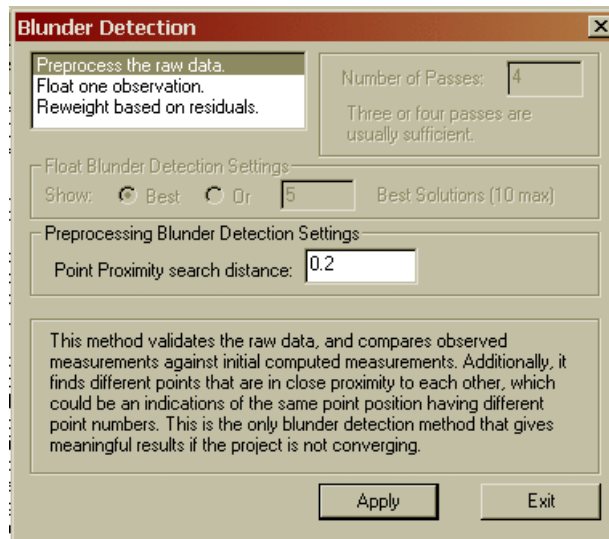 Blunder Detection
Preprocess the raw data.
Float one observation.
Reweight based on residuals.
Number of Passes: 4
Three or four passes are
usually sufficient.
Float Blunder Detection Settings
Show: Best Or 5 Best Solutions (10 max)
Preprocessing Blunder Detection Settings
Point Proximity search distance: 0.2
This method validates the raw data, and compares observed
measurements against initial computed measurements. Additionally, it
finds different points that are in close proximity to each other, which
could be an indications of the same point position having different
point numbers. This is the only blunder detection method that gives
meaningful results if the project is not converging.
Apply Exit